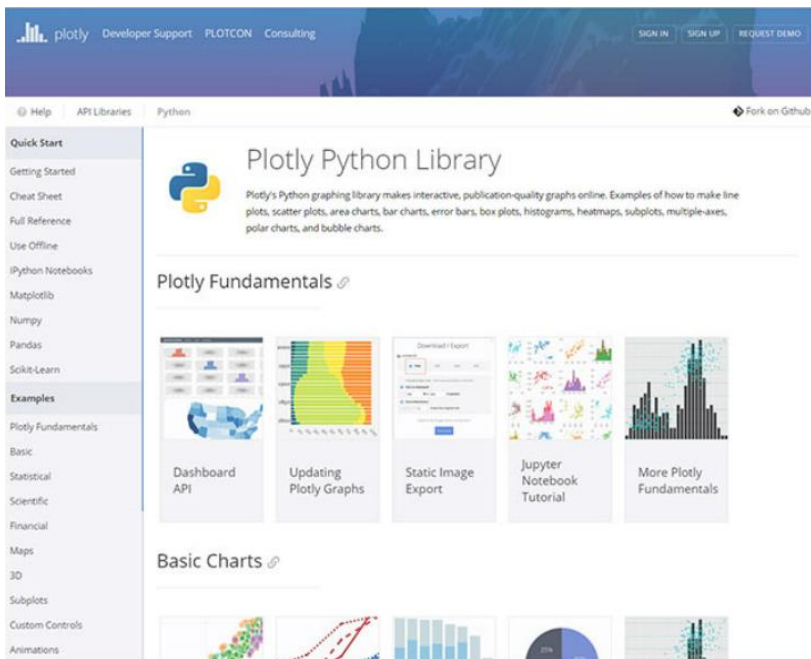 plotly Developer Support PLOTCON Consulting
SIGN IN SIGN UP REQUEST DEMO
Help API Libraries Python
Fork on Github
Quick Start
Getting Started
Cheat Sheet
Full Reference
Use Offline
IPython Notebooks
Matplotlib
Numpy
Pandas
Scikit-Learn
Examples
Plotly Fundamentals
Basic
Statistical
Scientific
Financial
Maps
3D
Subplots
Custom Controls
Animations
Plotly Python Library
Plotly's Python graphing library makes interactive, publication-quality graphs online. Examples of how to make line
plots, scatter plots, area charts, bar charts, error bars, box plots, histograms, heatmaps, subplots, multiple-axes,
polar charts, and bubble charts.
Plotly Fundamentals
Download / Export
Dashboard
API
Updating
Plotly Graphs
Static Image
Export
Jupyter
Notebook
Tutorial
More Plotly
Fundamentals
Basic Charts
25%